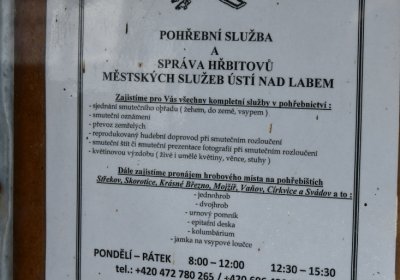 POHŘEBNÍ SLUŽBA
A
SPRÁVA HŘBITOVŮ
MĚSTSKÝCH SLUŽEB ÚSTÍ NAD LABEM
Zajistíme pro Vás všechny kompletní služby v pohřebnictví :
- sjednání smutečního obřadu ( žehem, do země, vsypem )
- smuteční oznámení
- převoz zemřelých
- reprodukovaný hudební doprovod při smutečním rozloučení
- smuteční štít či smuteční prezentace fotografií při smutečním rozloučení
- květinovou výzdobu ( živé i umělé květiny, věnce, stuhy )
Dále zajistíme pronájem hrobového místa na pohřebištích
Střekov, Skorotice, Krásné Březno, Mojžíř, Vaňov, Církvice a Svádov a to :
- jednohrob
- dvojhrob
- urnový pomník
- epitetní deska
- kolumbárium
- jamka na vsypové loučce
PONDĚLÍ – PÁTEK 8:00 – 12:00 12:30 – 15:30
tel.: +420 472 780 265 / +420 606